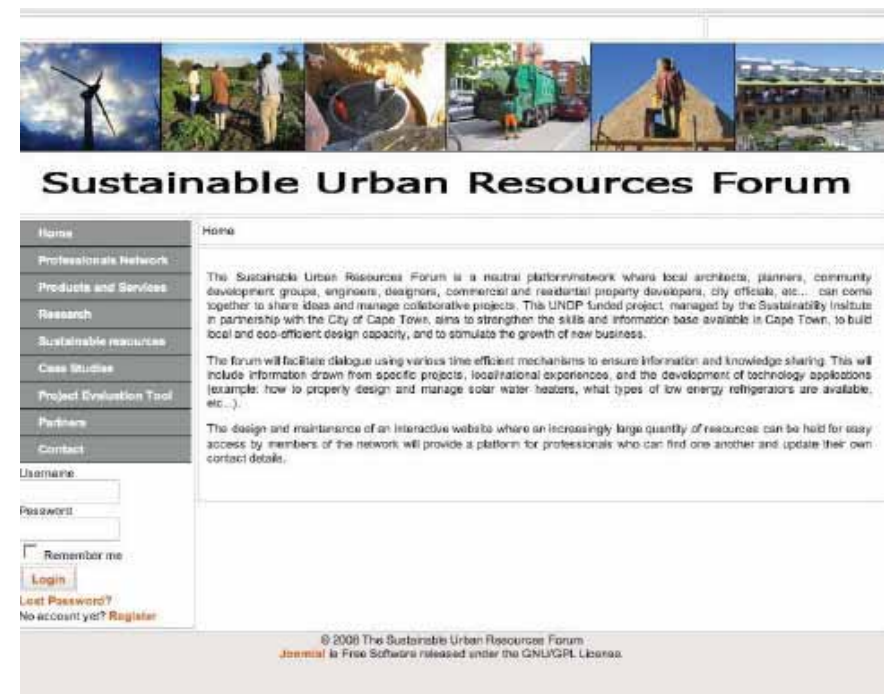 Sustainable Urban Resources Forum
Home
Professionals Network
Products and Services
Research
Sustainable resources
Case Studies
Project Evaluation Tool
Partners
Contact
Username
Password
Remember me
Login
Lost Password?
No account yet? Register
Home
The Sustainable Urban Resources Forum is a neutral platform/network where local architects, planners, community
development groups, engineers, designers, commercial and residential property developers, city officials, etc... can come
together to share ideas and manage collaborative projects. This UNDP funded project, managed by the Sustainability Institute
in partnership with the City of Cape Town, aims to strengthen the skills and information base available in Cape Town, to build
local and eco-efficient design capacity, and to stimulate the growth of new business.
The forum will facilitate dialogue using various time efficient mechanisms to ensure information and knowledge sharing. This will
include information drawn from specific projects, local/national experiences, and the development of technology applications
(example: how to properly design and manage solar water heaters, what types of low energy refrigerators are available,
etc...).
The design and maintenance of an interactive website where an increasingly large quantity of resources can be held for easy
access by members of the network will provide a platform for professionals who can find one another and update their own
contact details.
© 2008 The Sustainable Urban Resources Forum
Joomla! is Free Software released under the GNU/GPL License.